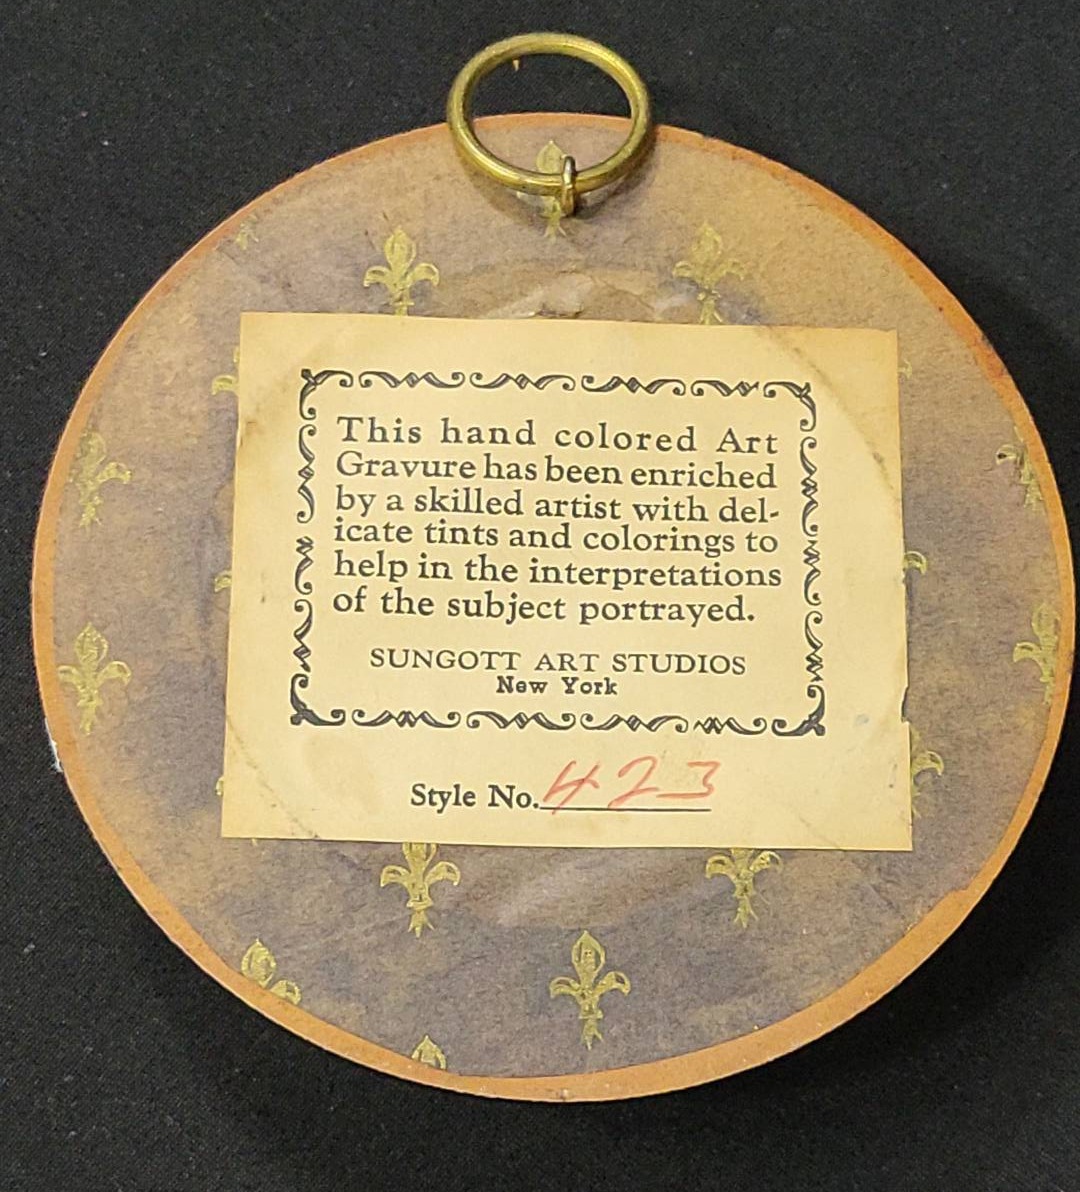 This hand colored Art
Gravure has been enriched
by a skilled artist with del-
icate tints and colorings to
help in the interpretations
of the subject portrayed.
SUNGOTT ART STUDIOS
New York
Style No. 423